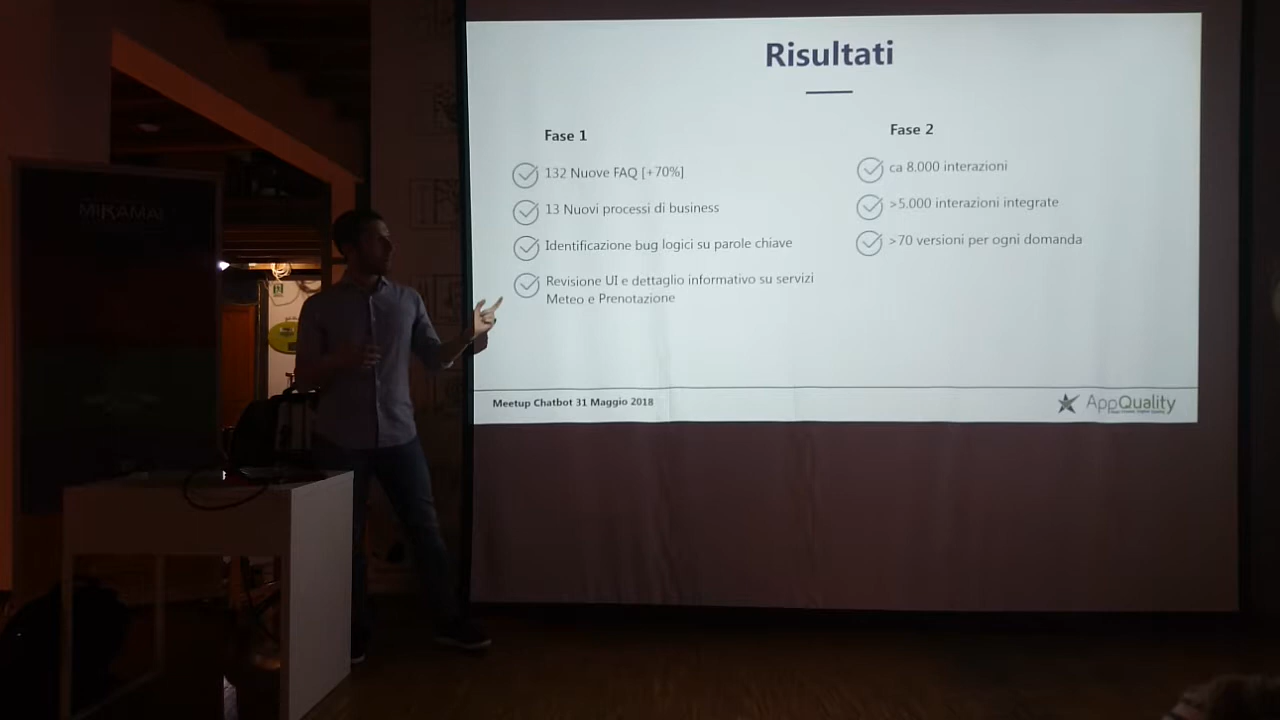 Risultati
Fase 1
132 Nuove FAQ [+70%]
13 Nuovi processi di business
Identificazione bug logici su parole chiave
Revisione UI e dettaglio informativo su servizi
Meteo e Prenotazione
Fase 2
ca 8.000 interazioni
>5.000 interazioni integrate
>70 versioni per ogni domanda
Meetup Chatbot 31 Maggio 2018
AppQuality